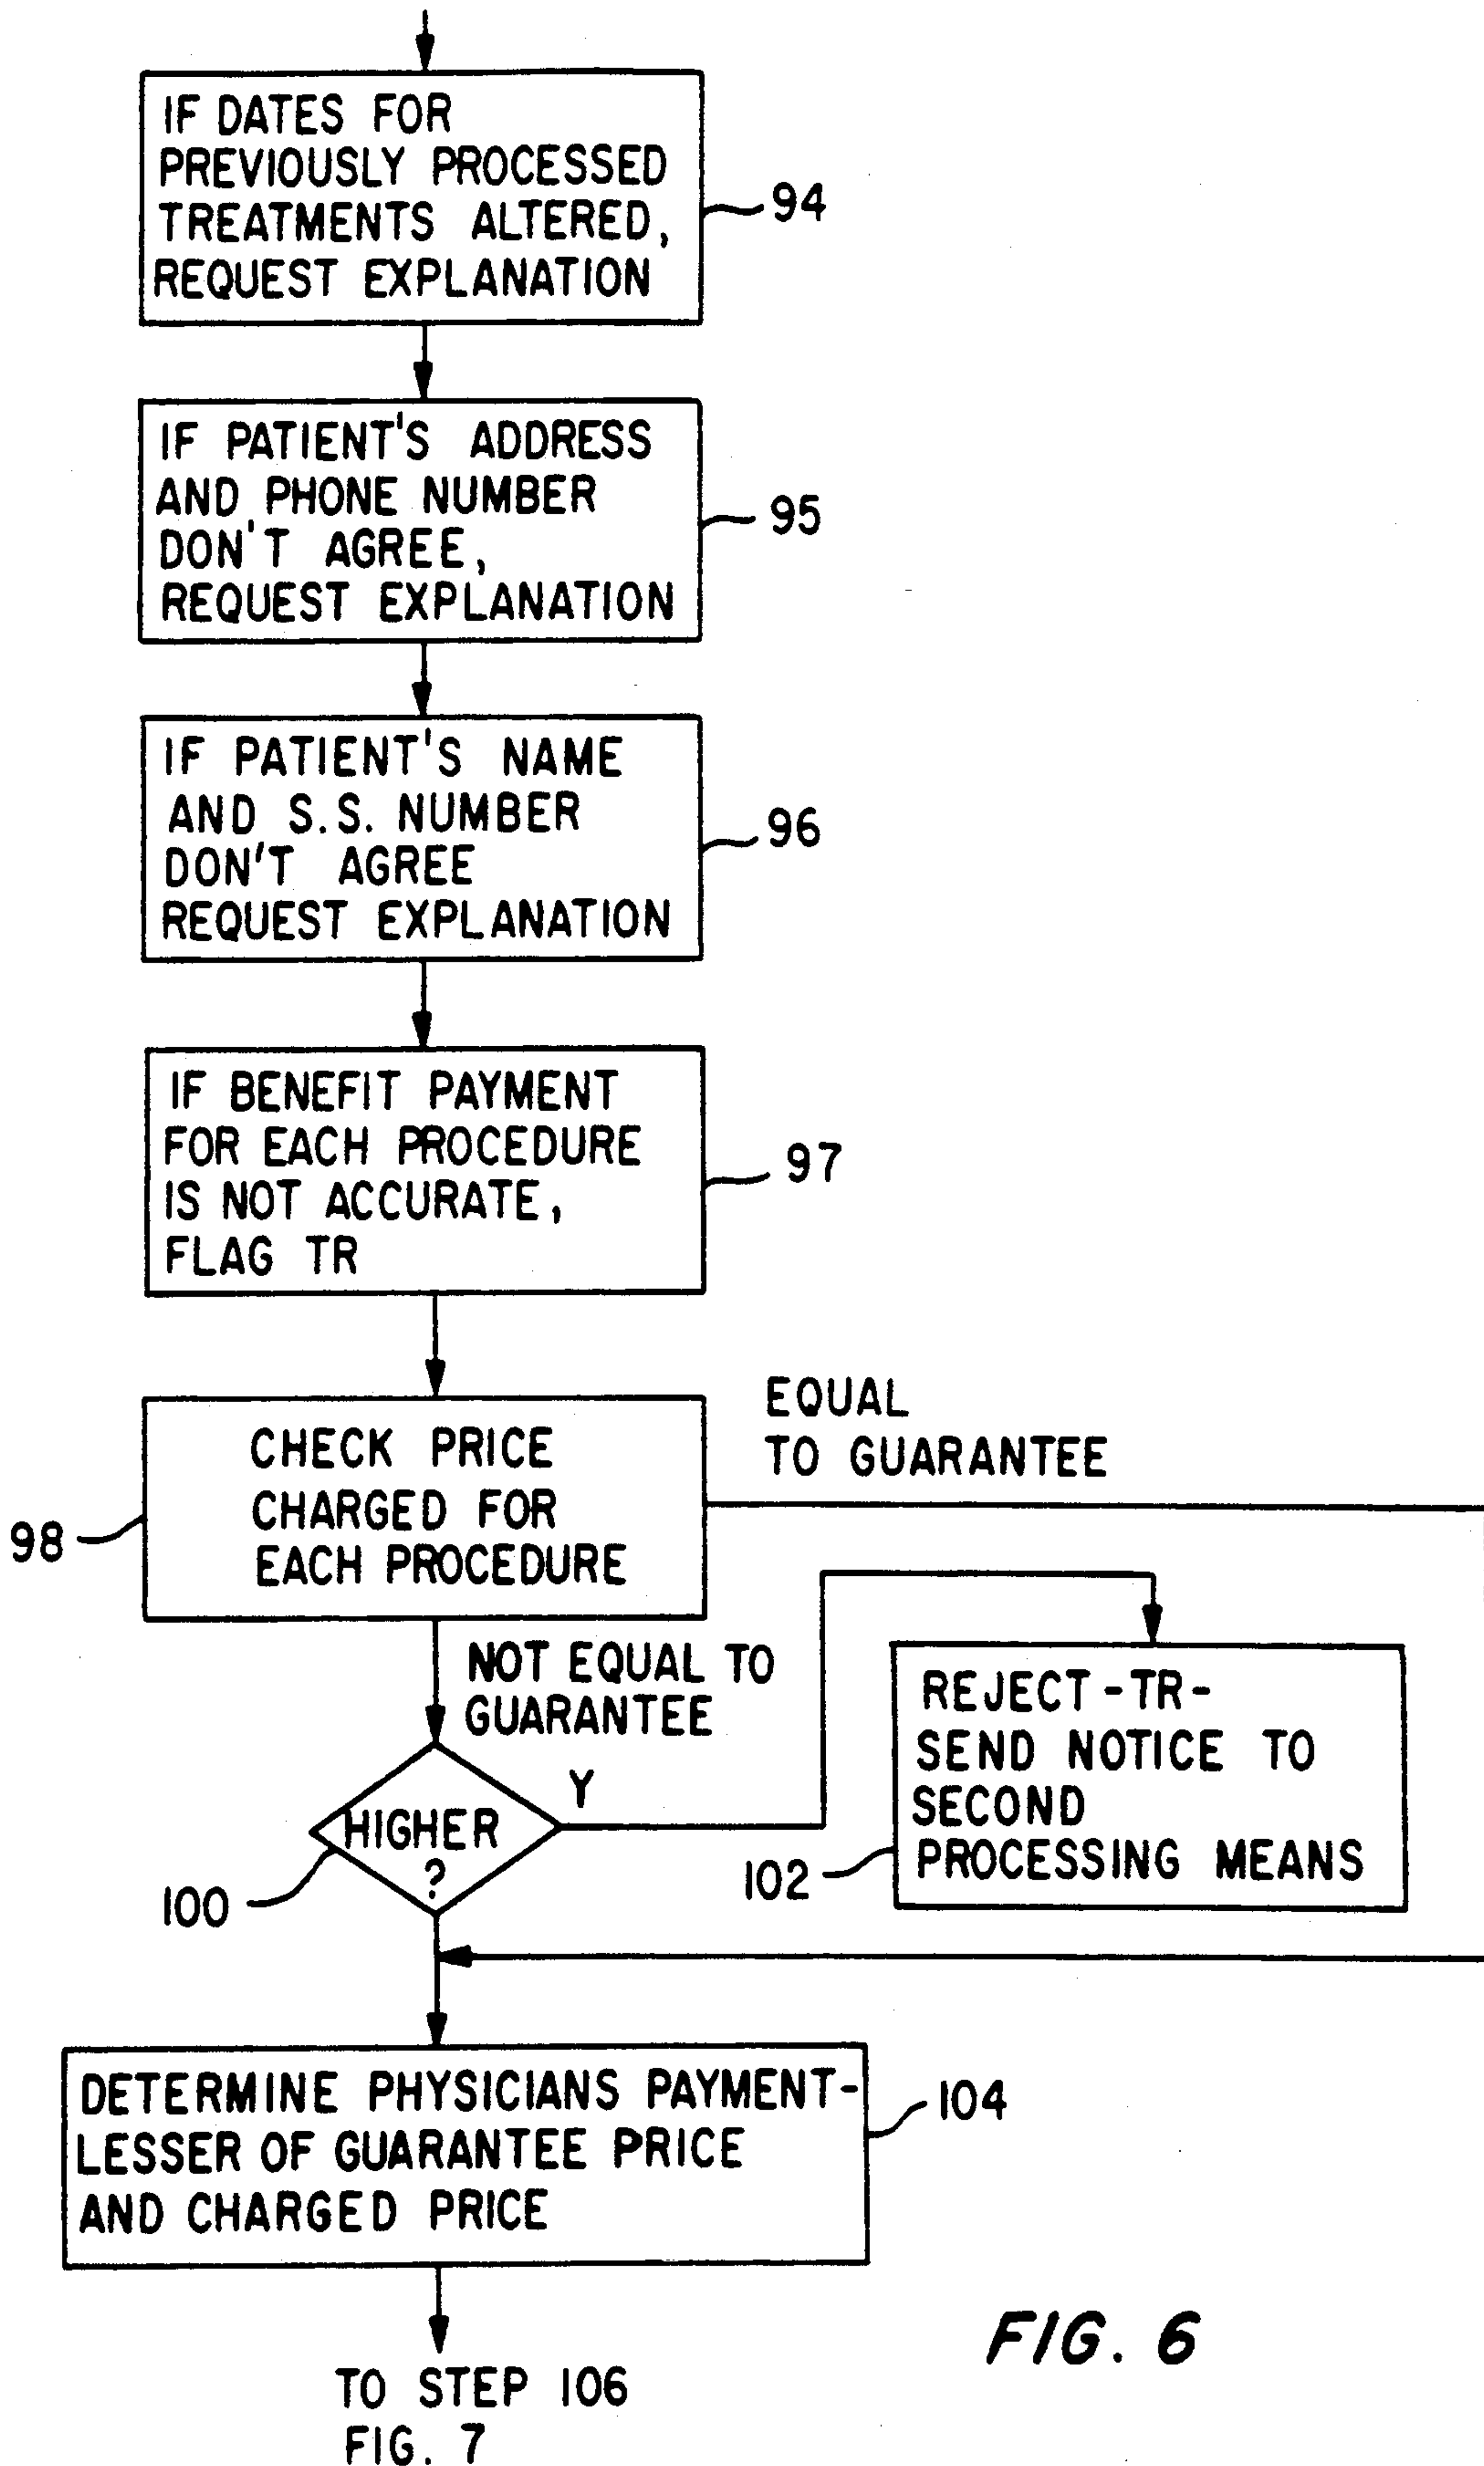 IF DATES FOR
PREVIOUSLY PROCESSED
TREATMENTS ALTERED,
REQUEST EXPLANATION
94
IF PATIENT'S ADDRESS
AND PHONE NUMBER
DON'T AGREE,
REQUEST EXPLANATION
95
IF PATIENT'S NAME
AND S.S. NUMBER
DON'T AGREE
REQUEST EXPLANATION
96
IF BENEFIT PAYMENT
FOR EACH PROCEDURE
IS NOT ACCURATE,
FLAG TR
97
CHECK PRICE
CHARGED FOR
EACH PROCEDURE
98
EQUAL
TO GUARANTEE
NOT EQUAL TO
GUARANTEE
HIGHER
?
100
Y
REJECT -TR-
SEND NOTICE TO
SECOND
PROCESSING MEANS
102
DETERMINE PHYSICIANS PAYMENT-
LESSER OF GUARANTEE PRICE
AND CHARGED PRICE
104
TO STEP 106
FIG. 7
FIG. 6